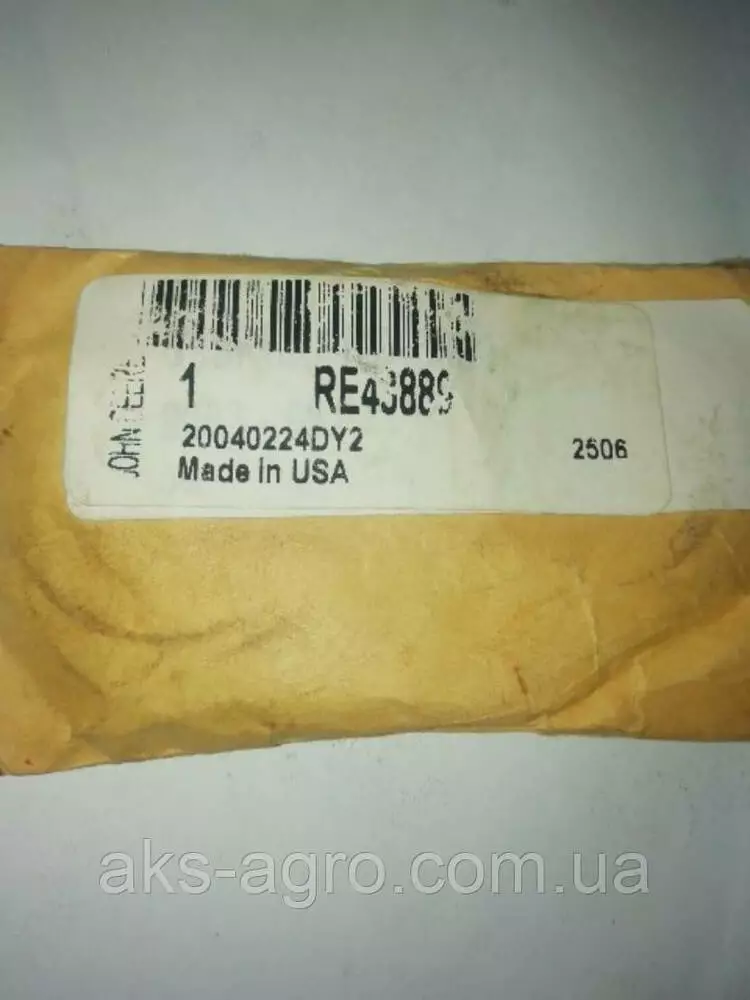 JOHN DEERE
1 RE43889
20040224DY2
2506
Made in USA
aks-agro.com.ua